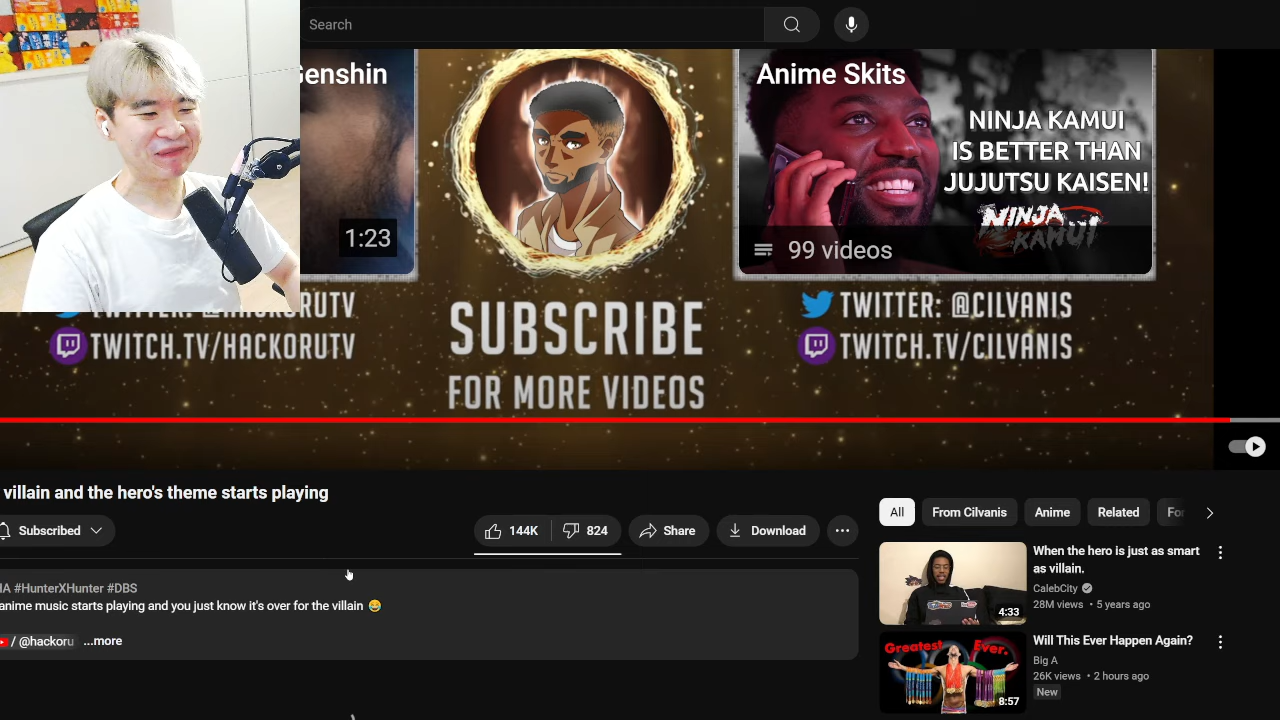 Search
Genshin
1:23
Anime Skits
NINJA KAMUI
IS BETTER THAN
JUJUTSU KAISEN!
NINJA
KAMUI
99 videos
TWITTER: @HACKORUTV
TWITCH.TV/HACKORUTV
SUBSCRIBE
FOR MORE VIDEOS
TWITTER: @CILVANIS
TWITCH.TV/CILVANIS
villain and the hero's theme starts playing
Subscribed
144K
824
Share
Download
HA #HunterXHunter #DBS
anime music starts playing and you just know it's over for the villain 😂
/ @hackoru ...more
All
From Cilvanis
Anime
Related
For
When the hero is just as smart
as villain.
CalebCity
28M views • 5 years ago
4:33
Will This Ever Happen Again?
Big A
26K views • 2 hours ago
New
Greatest Ever.
8:57